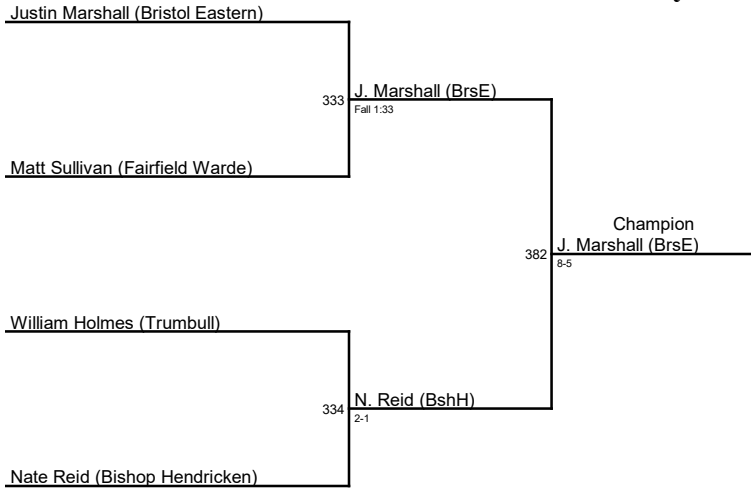 Justin Marshall (Bristol Eastern)
333 J. Marshall (BrsE)
Fall 1:33
Matt Sullivan (Fairfield Warde)
Champion
382 J. Marshall (BrsE)
8-5
William Holmes (Trumbull)
334 N. Reid (BshH)
2-1
Nate Reid (Bishop Hendricken)